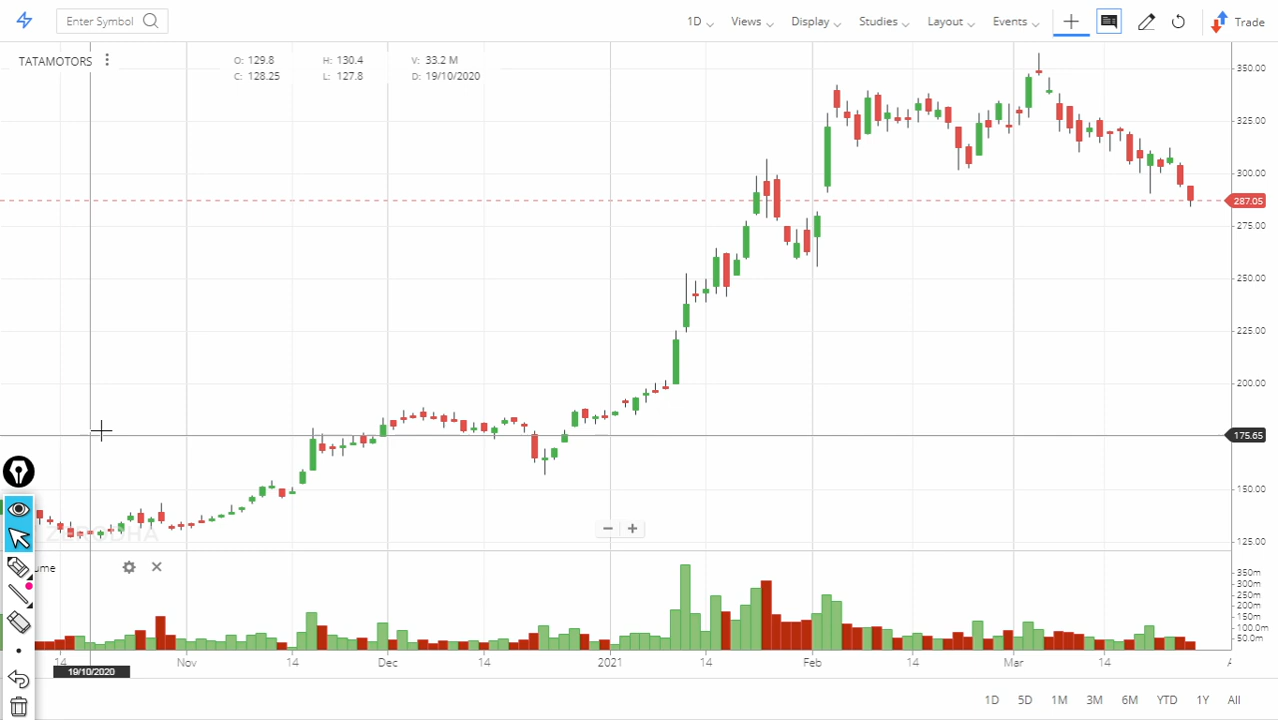 Enter Symbol
1D Views Display Studies Layout Events Trade
TATAMOTORS
O: 129.8 H: 130.4 V: 33.2 M
C: 128.25 L: 127.8 D: 19/10/2020
350.00
325.00
300.00
287.05
275.00
250.00
225.00
200.00
175.65
150.00
125.00
ZERODHA
ume
350m
300m
250m
200m
150m
100.0m
50.0m
14 Nov 14 Dec 14 2021 14 Feb 14 Mar 14 A
19/10/2020
1D 5D 1M 3M 6M YTD 1Y All